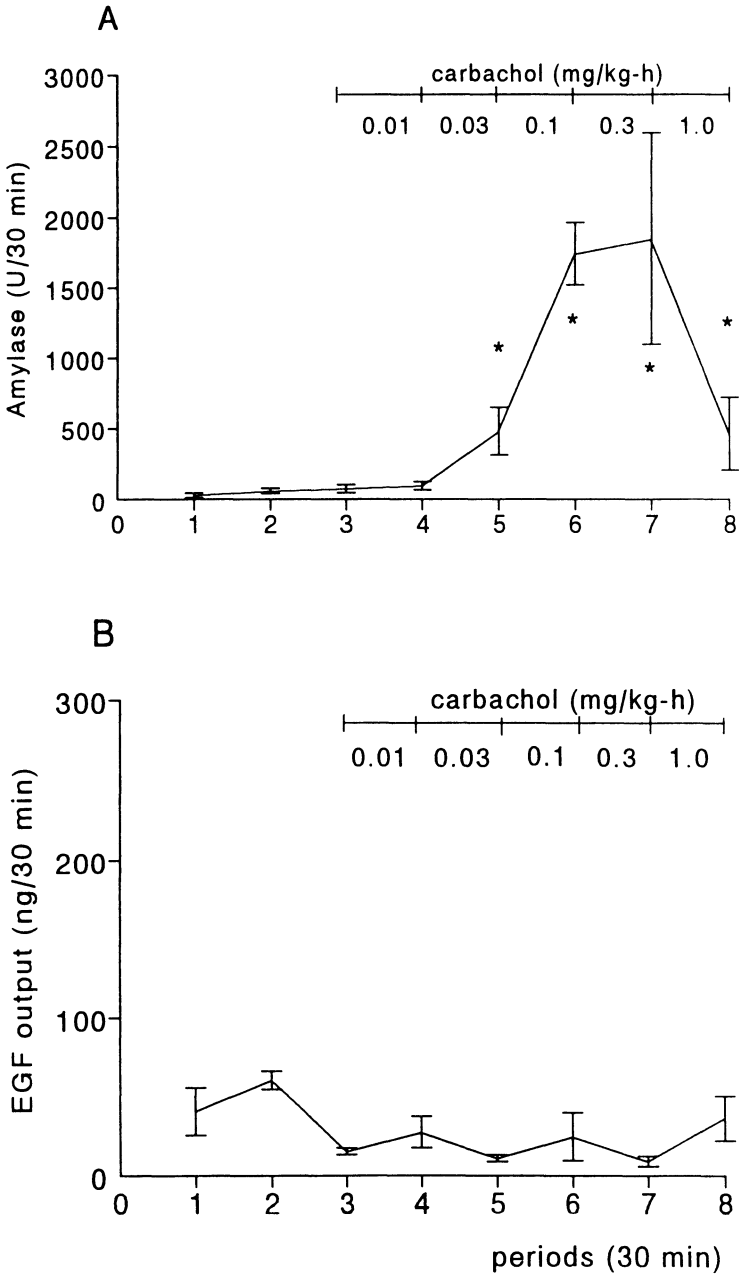 A
carbachol (mg/kg-h)
0.01 0.03 0.1 0.3 1.0
3000
2500
2000
1500
1000
500
0
Amylase (U/30 min)
* * * *
0 1 2 3 4 5 6 7 8
B
carbachol (mg/kg-h)
0.01 0.03 0.1 0.3 1.0
300
200
100
0
EGF output (ng/30 min)
0 1 2 3 4 5 6 7 8
periods (30 min)